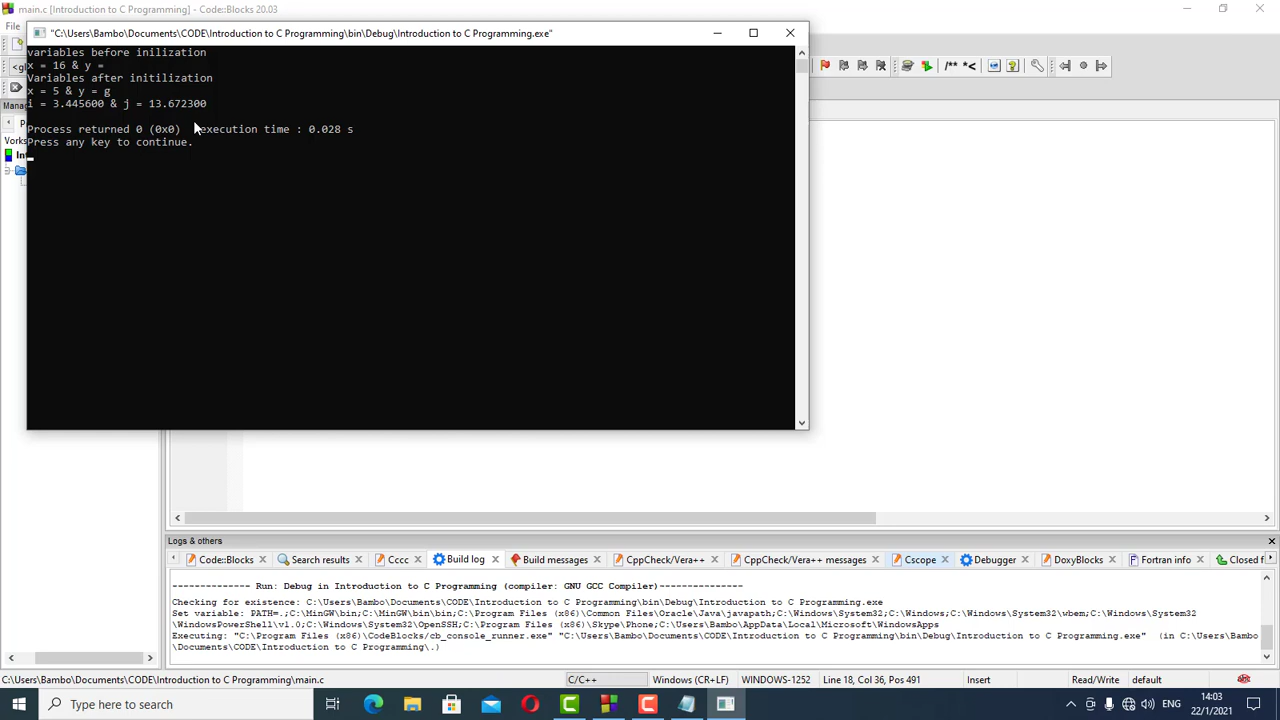 main.c [Introduction to C Programming] - Code::Blocks 20.03
File
"C:\Users\Bambo\Documents\CODE\Introduction to C Programming\bin\Debug\Introduction to C Programming.exe"
variables before inilization
x = 16 & y =
Variables after initilization
x = 5 & y = g
i = 3.445600 & j = 13.672300
Process returned 0 (0x0) execution time : 0.028 s
Press any key to continue.
/** *<
Logs & others
Code::Blocks Search results Cccc Build log Build messages CppCheck/Vera++ CppCheck/Vera++ messages Cscope Debugger DoxyBlocks Fortran info Closed f
-------------- Run: Debug in Introduction to C Programming (compiler: GNU GCC Compiler)---------------
Checking for existence: C:\Users\Bambo\Documents\CODE\Introduction to C Programming\bin\Debug\Introduction to C Programming.exe
Set variable: PATH=.;C:\MinGW\bin;C:\MinGW;C:\Program Files (x86)\Common Files\Oracle\Java\javapath;C:\Windows\System32;C:\Windows;C:\Windows\System32\wbem;C:\Windows\System32
\WindowsPowerShell\v1.0;C:\Windows\System32\OpenSSH;C:\Program Files (x86)\Skype\Phone;C:\Users\Bambo\AppData\Local\Microsoft\WindowsApps
Executing: "C:\Program Files (x86)\CodeBlocks/cb_console_runner.exe" "C:\Users\Bambo\Documents\CODE\Introduction to C Programming\bin\Debug\Introduction to C Programming.exe" (in C:\Users\Bambo
\Documents\CODE\Introduction to C Programming\.)
C:\Users\Bambo\Documents\CODE\Introduction to C Programming\main.c C/C++ Windows (CR+LF) WINDOWS-1252 Line 18, Col 36, Pos 491 Insert Read/Write default
Type here to search
14:03
22/1/2021